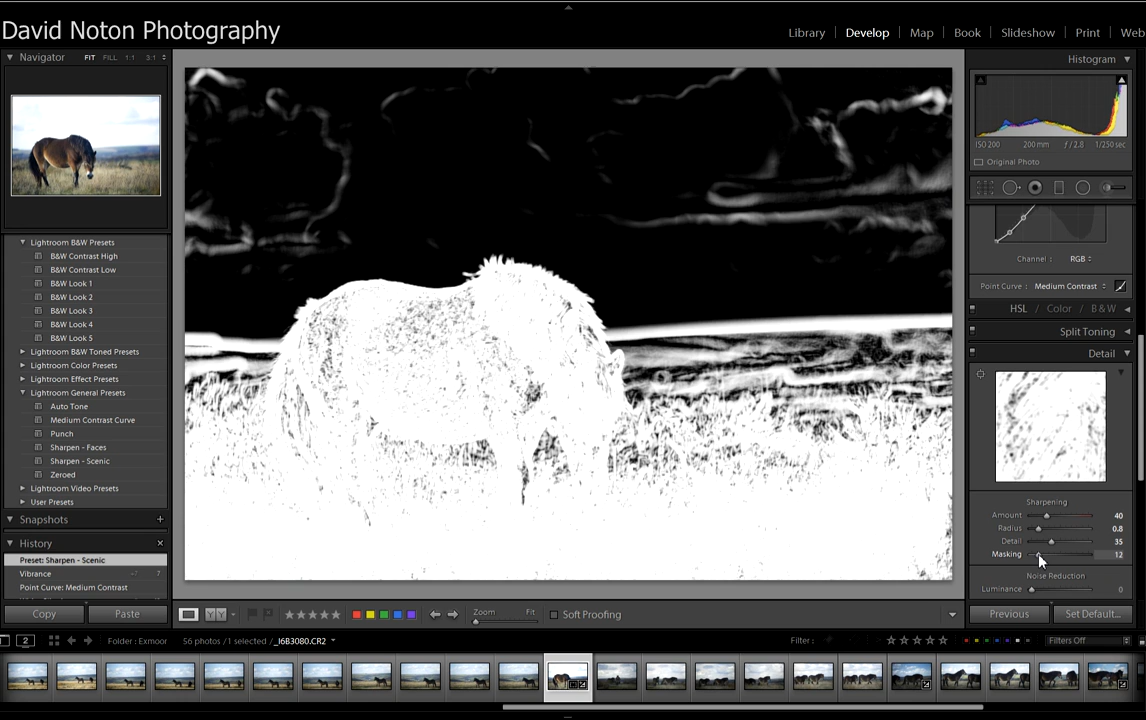 David Noton Photography
Library | Develop | Map | Book | Slideshow | Print | Web
Navigator FIT FILL 1:1 3:1
Histogram
ISO 200 200 mm f / 2.8 1/250 sec
Original Photo
Lightroom B&W Presets
B&W Contrast High
B&W Contrast Low
B&W Look 1
B&W Look 2
B&W Look 3
B&W Look 4
B&W Look 5
Lightroom B&W Toned Presets
Lightroom Color Presets
Lightroom Effect Presets
Lightroom General Presets
Auto Tone
Medium Contrast Curve
Punch
Sharpen - Faces
Sharpen - Scenic
Zeroed
Lightroom Video Presets
User Presets
Snapshots +
History ×
Preset: Sharpen - Scenic
Vibrance 7
Point Curve: Medium Contrast
Copy Paste
Channel : RGB
Point Curve : Medium Contrast
HSL / Color / B & W
Split Toning
Detail
Sharpening
Amount 40
Radius 0.8
Detail 35
Masking 12
Noise Reduction
Luminance 0
YY Zoom Fit Soft Proofing
Previous Set Default...
2 Folder : Exmoor 56 photos / 1 selected / _I6B3080.CR2 Filter : Filters Off